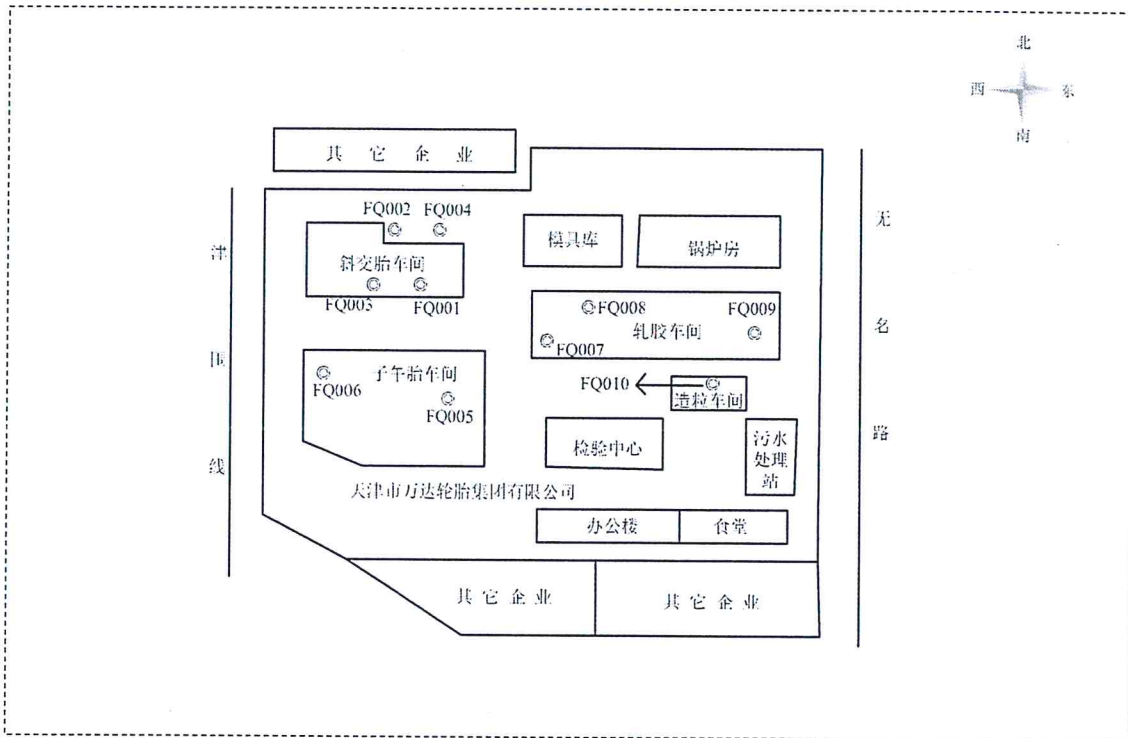 北
西 东
南
其 它 企 业
FQ002 FQ004
模具库
锅炉房
斜交胎车间
FQ003
FQ001
FQ008
FQ009
轧胶车间
FQ007
子午胎车间
FQ006
FQ005
FQ010
造粒车间
检验中心
污水
处理
站
天津市万达轮胎集团有限公司
办公楼
食堂
其 它 企 业
其 它 企 业
津
围
线
无
名
路